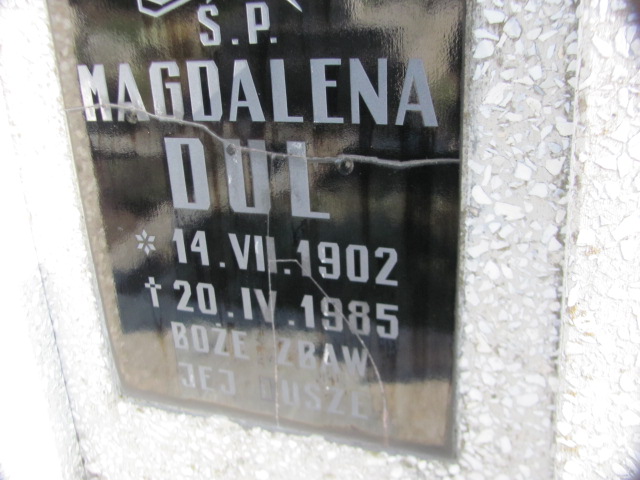 Ś.P.
MAGDALENA
DUL
* 14.VII.1902
† 20.IV.1985
BOŻE ZBAW
JEJ DUSZĘ